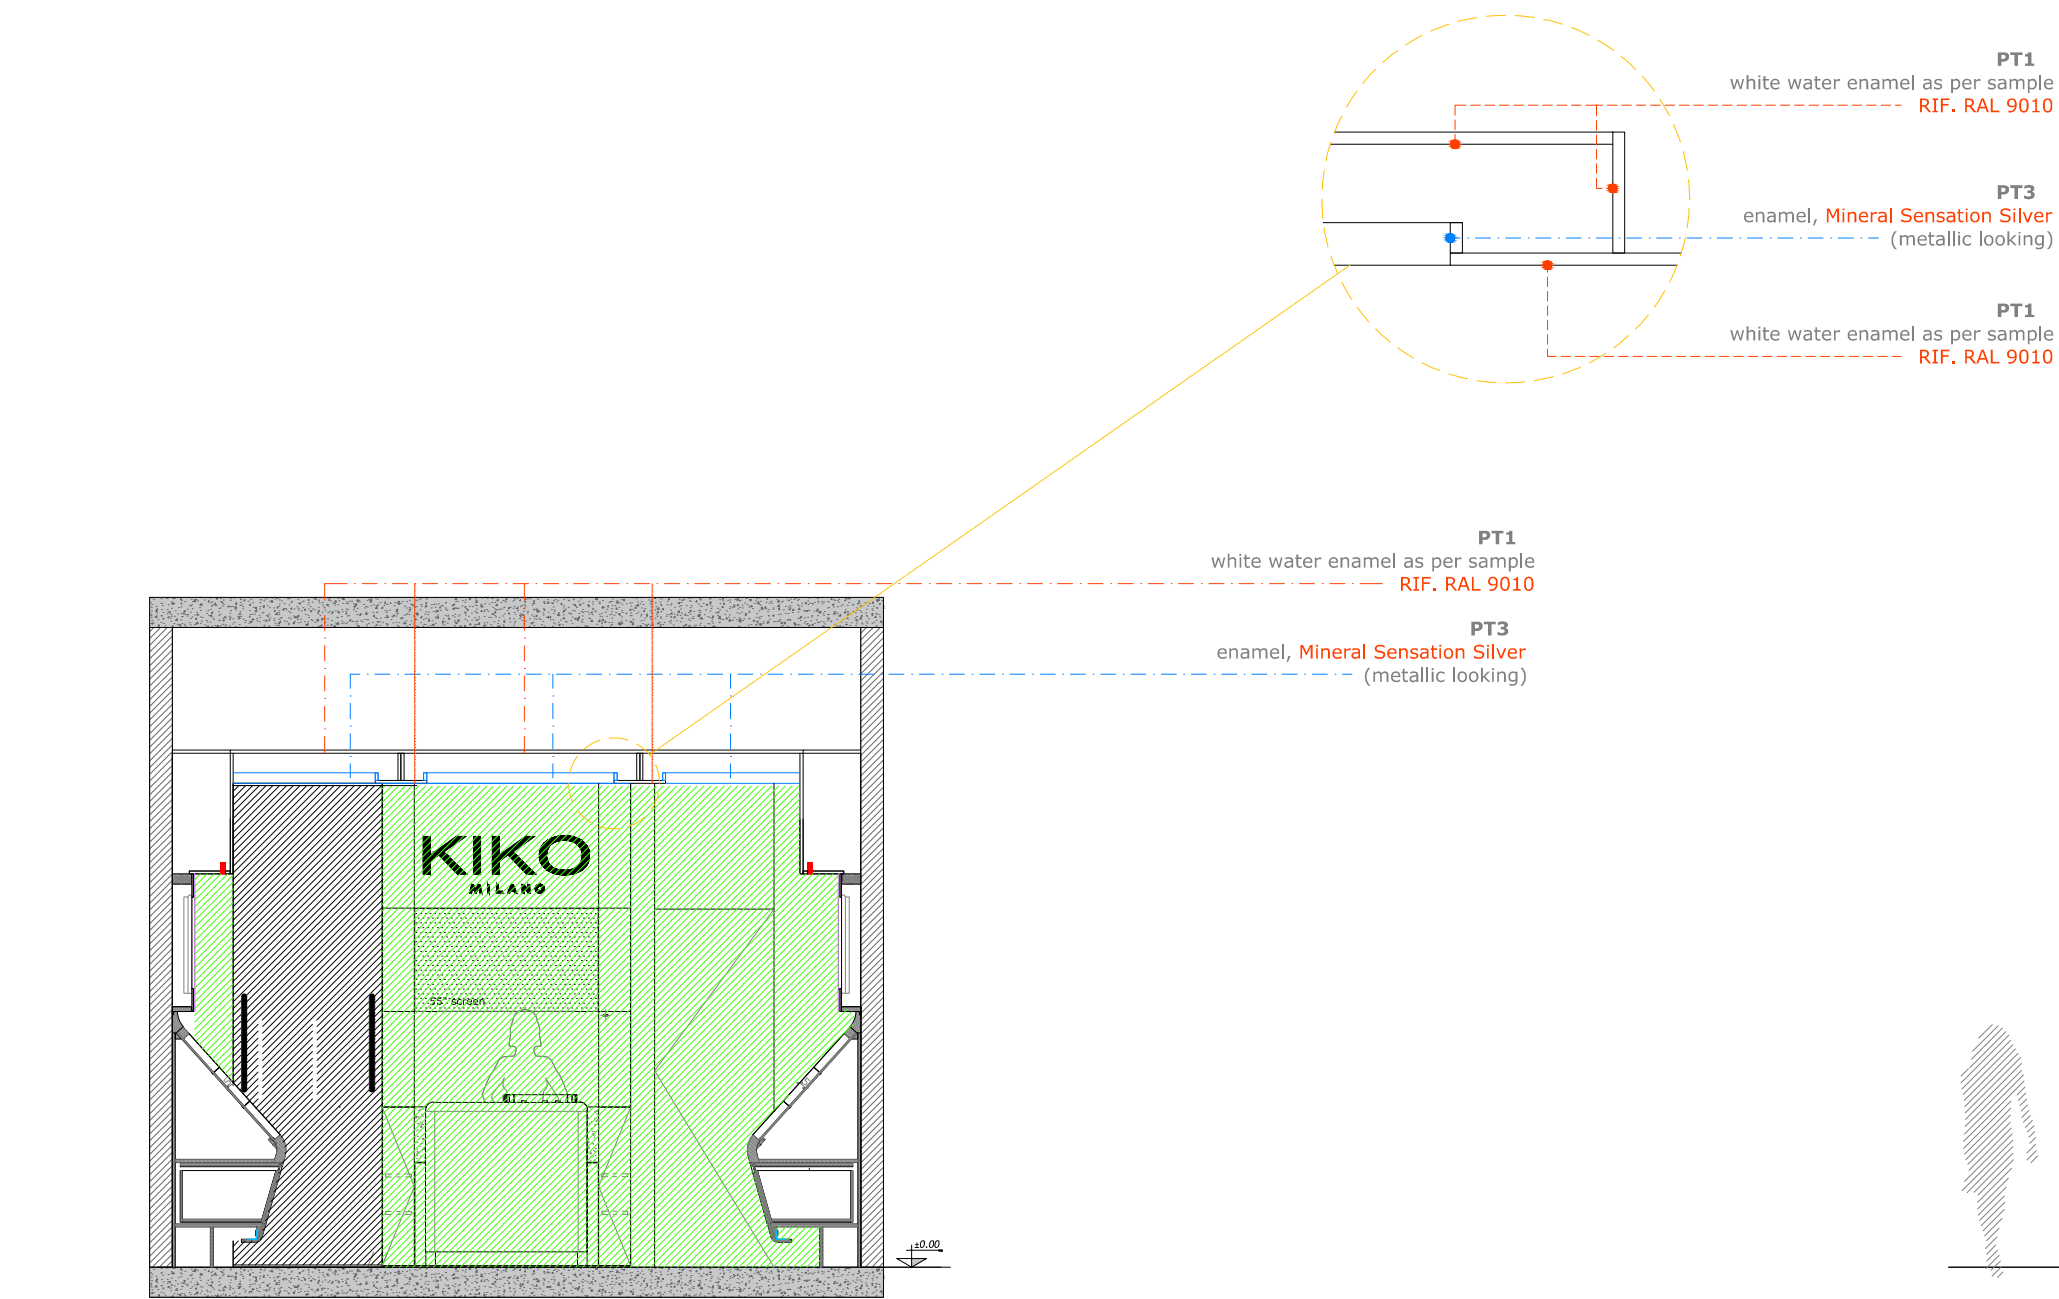 PT1
white water enamel as per sample
RIF. RAL 9010
PT3
enamel, Mineral Sensation Silver
(metallic looking)
PT1
white water enamel as per sample
RIF. RAL 9010
PT1
white water enamel as per sample
RIF. RAL 9010
PT3
enamel, Mineral Sensation Silver
(metallic looking)
KIKO
MILANO
55" screen
±0.00